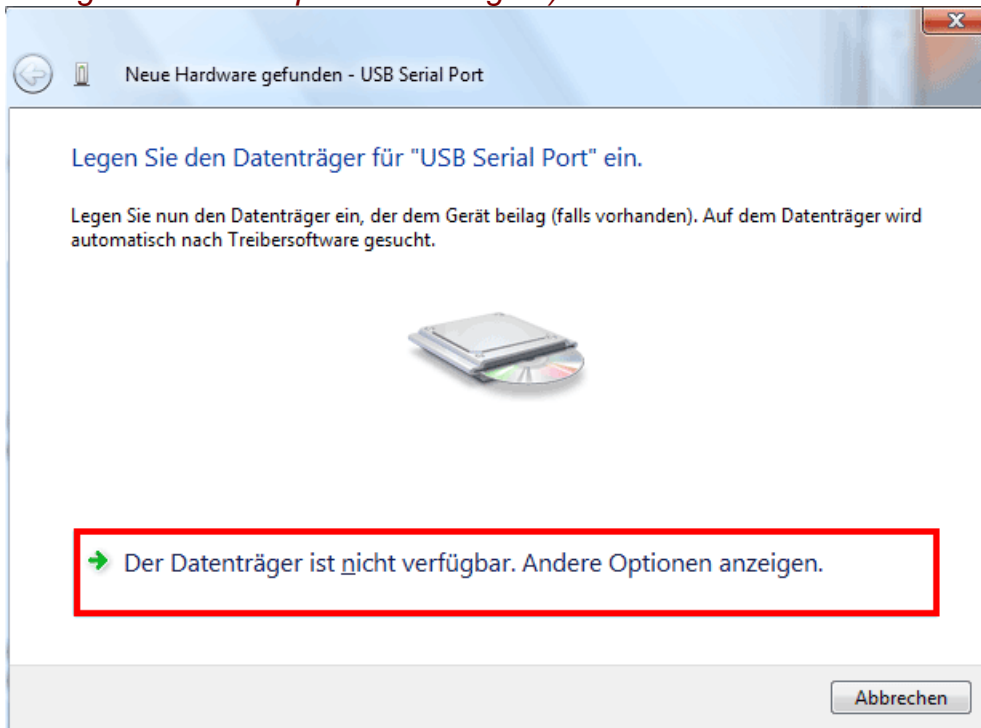 Neue Hardware gefunden - USB Serial Port
Legen Sie den Datenträger für "USB Serial Port" ein.
Legen Sie nun den Datenträger ein, der dem Gerät beilag (falls vorhanden). Auf dem Datenträger wird
automatisch nach Treibersoftware gesucht.
Der Datenträger ist nicht verfügbar. Andere Optionen anzeigen.
Abbrechen